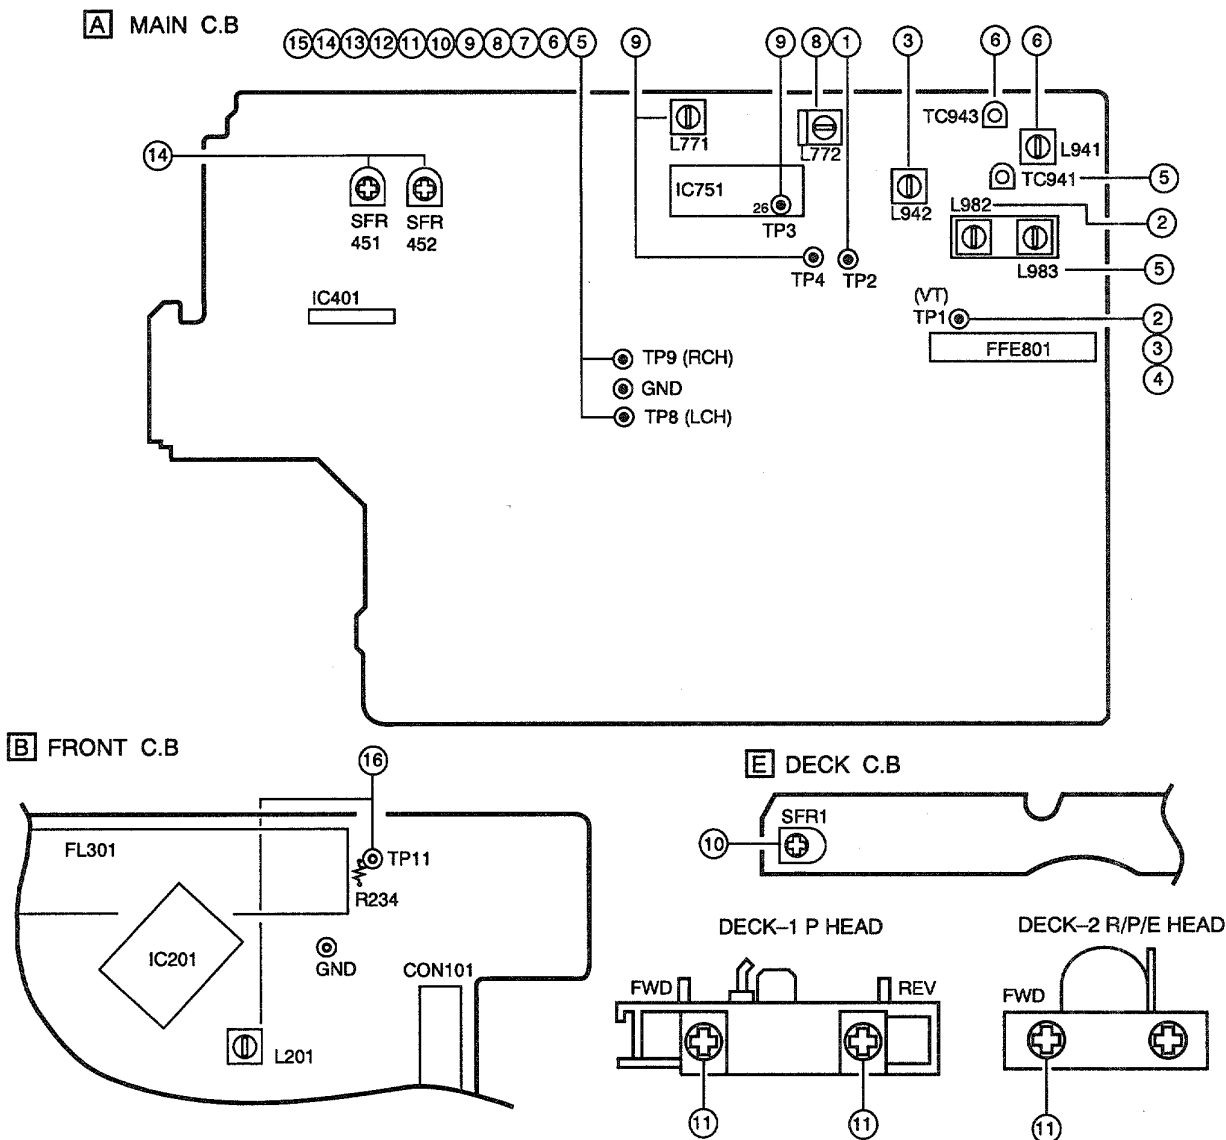 A MAIN C.B
15 14 13 12 11 10 9 8 7 6 5 9 9 8 1 3 6 6
TC943
L771
L772
L941
14
IC751
TC941
5
26
TP3
L942
L982
2
SFR
451
SFR
452
L983
5
TP4
TP2
IC401
(VT)
TP1
2
FFE801
3
4
TP9 (RCH)
GND
TP8 (LCH)
B FRONT C.B
16
FL301
TP11
R234
IC201
GND
CON101
L201
E DECK C.B
SFR1
10
DECK–1 P HEAD
FWD
REV
11
11
DECK–2 R/P/E HEAD
FWD
11